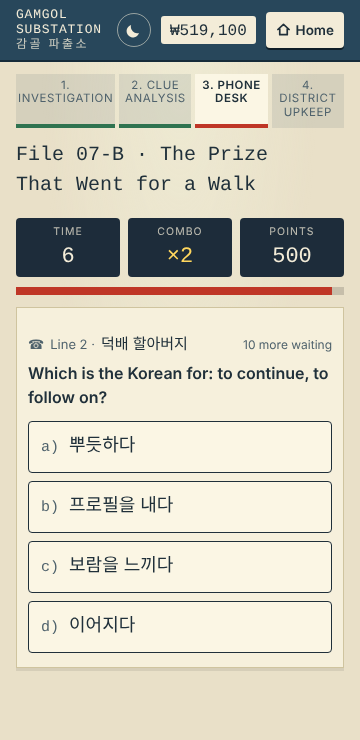 GAMGOL
SUBSTATION
감골 파출소
₩519,100
Home
1.
INVESTIGATION
2. CLUE
ANALYSIS
3. PHONE
DESK
4.
DISTRICT
UPKEEP
File 07-B · The Prize
That Went for a Walk
TIME
6
COMBO
×2
POINTS
500
☎ Line 2 · 덕배 할아버지
10 more waiting
Which is the Korean for: to continue, to
follow on?
a) 뿌듯하다
b) 프로필을 내다
c) 보람을 느끼다
d) 이어지다